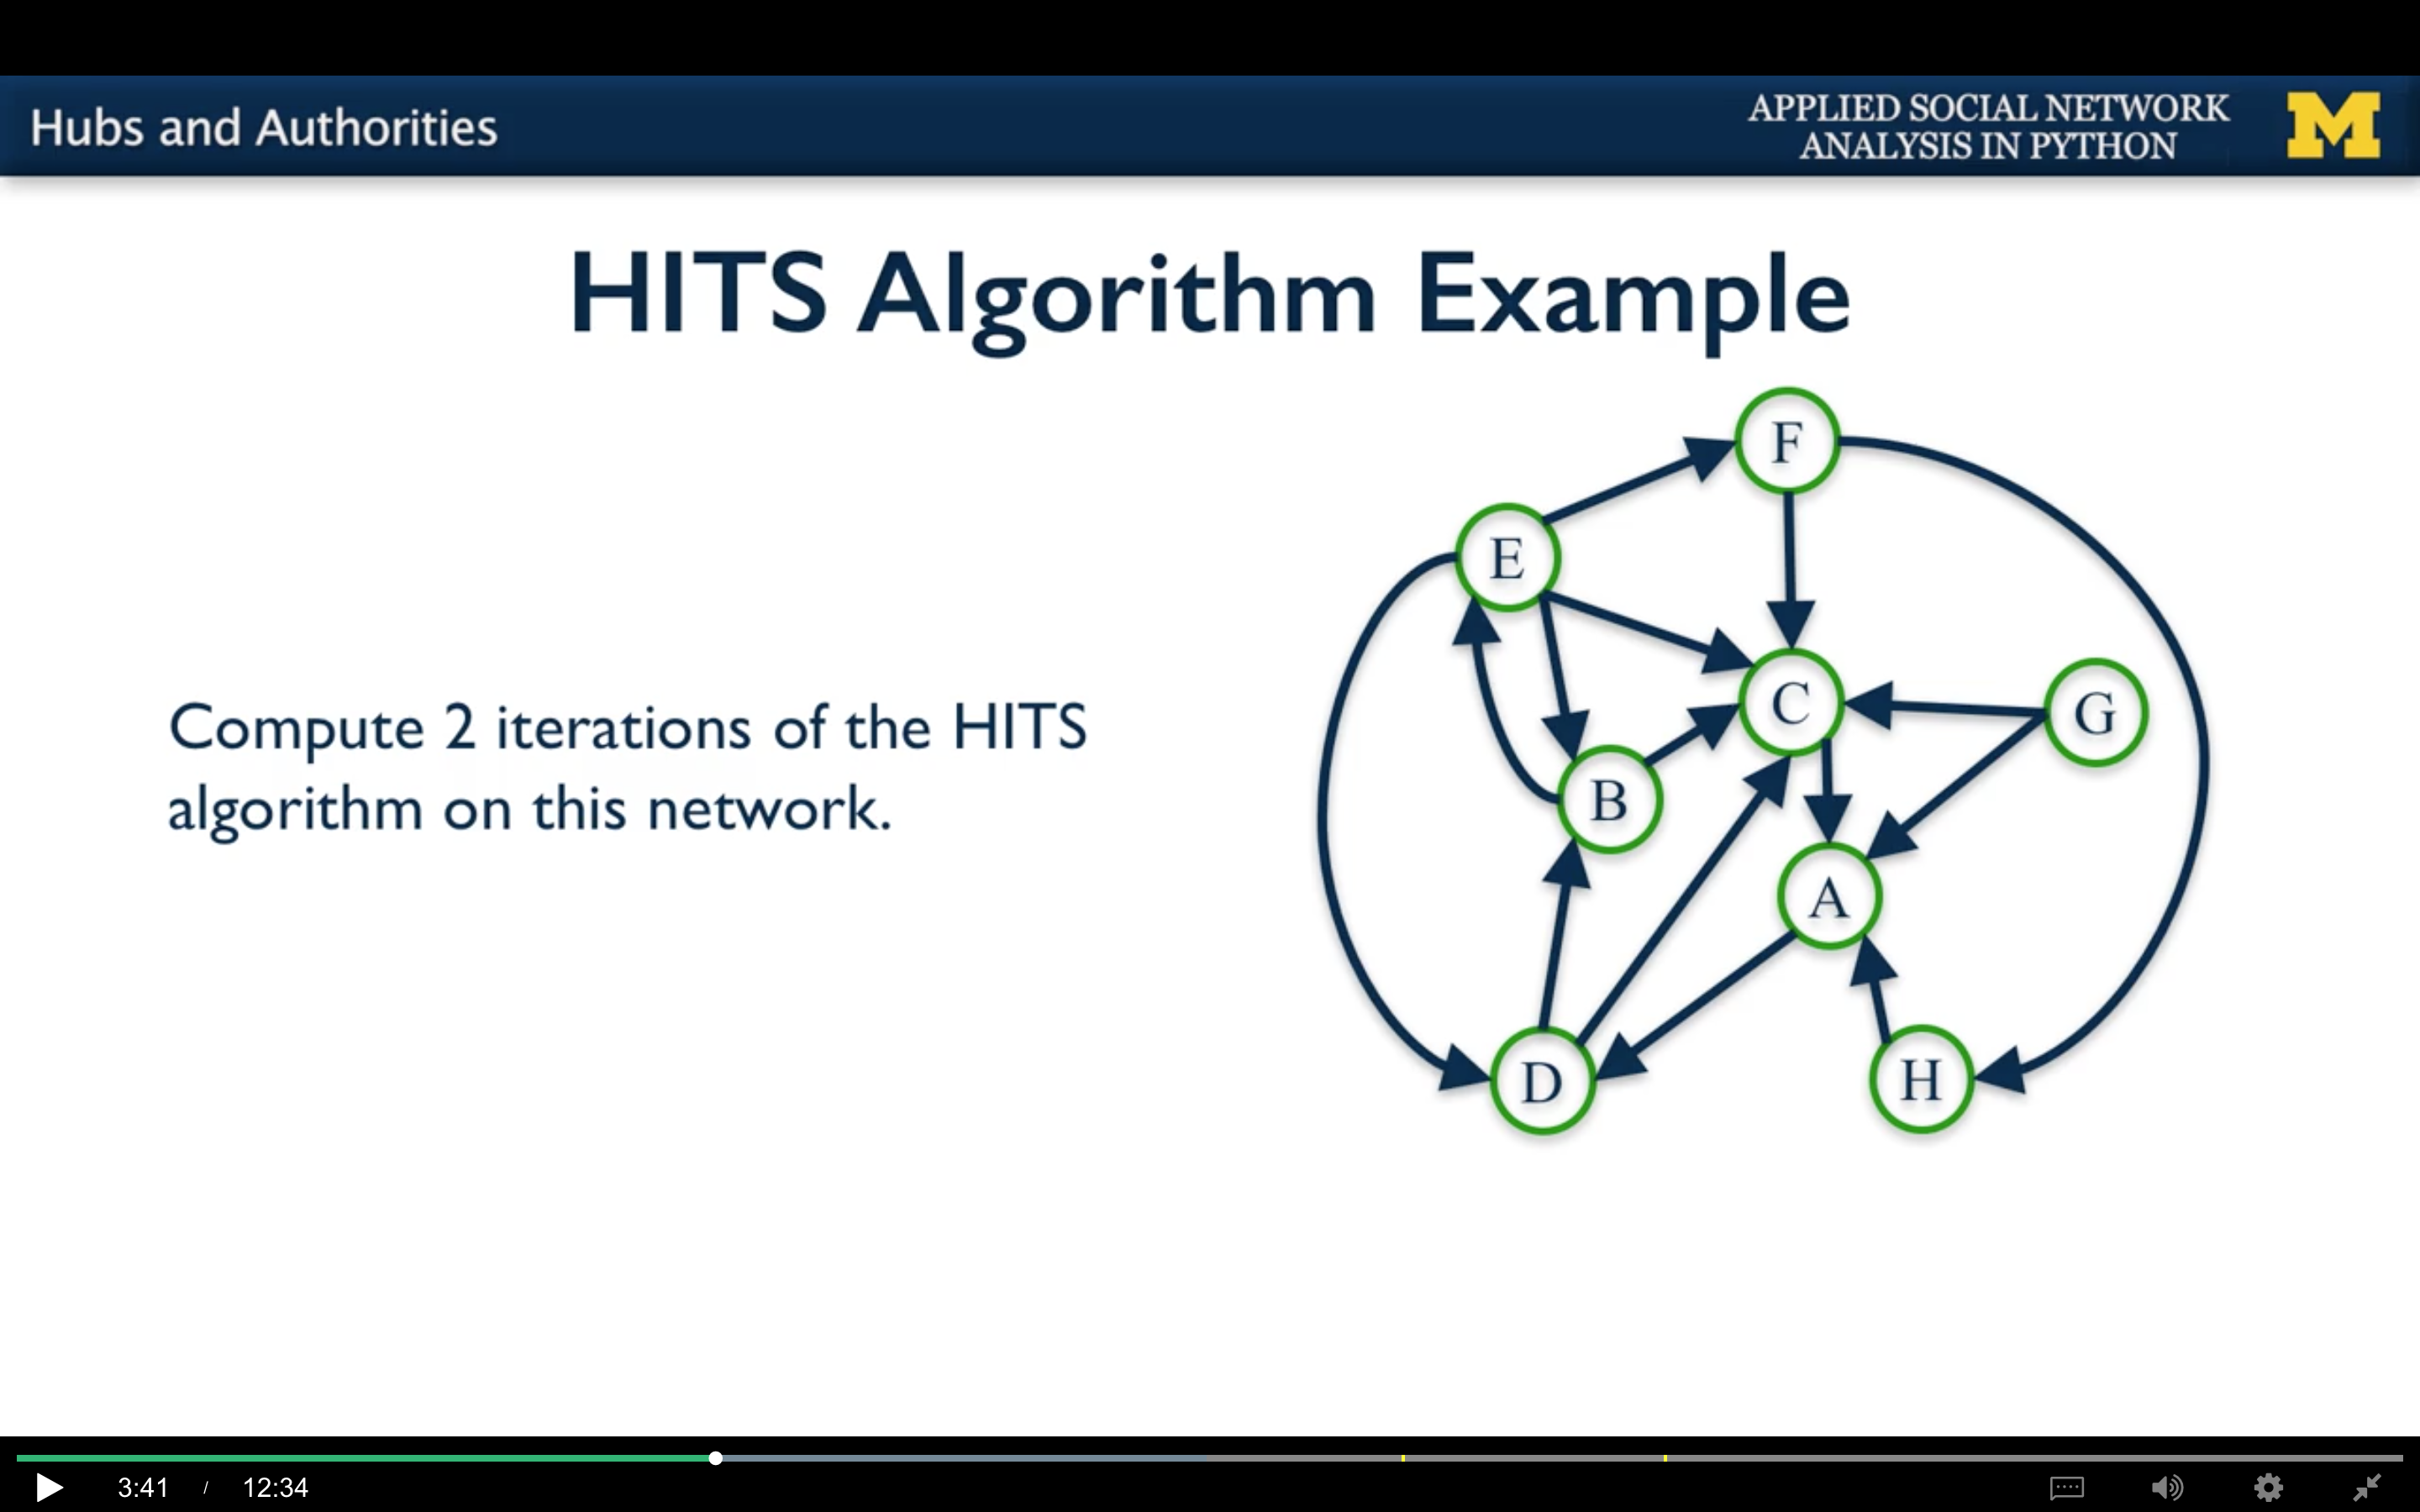 Hubs and Authorities
APPLIED SOCIAL NETWORK
ANALYSIS IN PYTHON
M
HITS Algorithm Example
Compute 2 iterations of the HITS
algorithm on this network.
F
E
C
G
B
A
D
H
3:41 / 12:34